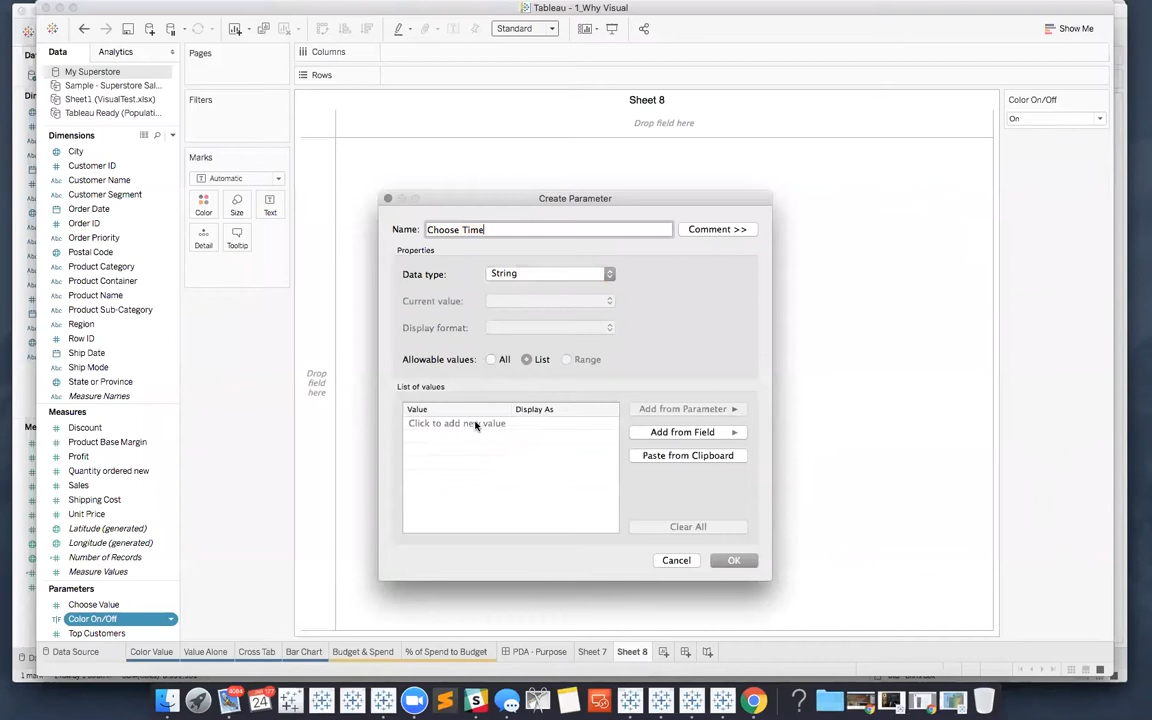 Tableau - 1_Why Visual
Standard
Show Me
Data
Analytics
Pages
Columns
Rows
My Superstore
Sample - Superstore Sal...
Sheet1 (VisualTest.xlsx)
Tableau Ready (Populati...
Filters
Sheet 8
Drop field here
Color On/Off
On
Dimensions
City
Customer ID
Customer Name
Customer Segment
Order Date
Order ID
Order Priority
Postal Code
Product Category
Product Container
Product Name
Product Sub-Category
Region
Row ID
Ship Date
Ship Mode
State or Province
Measure Names
Marks
Automatic
Color
Size
Text
Detail
Tooltip
Drop
field
here
Create Parameter
Name:
Choose Time
Comment >>
Properties
Data type:
String
Current value:
Display format:
Allowable values:
All
List
Range
List of values
Value
Display As
Click to add new value
Add from Parameter
Add from Field
Paste from Clipboard
Clear All
Cancel
OK
Measures
Discount
Product Base Margin
Profit
Quantity ordered new
Sales
Shipping Cost
Unit Price
Latitude (generated)
Longitude (generated)
Number of Records
Measure Values
Parameters
Choose Value
Color On/Off
Top Customers
Data Source
Color Value
Value Alone
Cross Tab
Bar Chart
Budget & Spend
% of Spend to Budget
PDA - Purpose
Sheet 7
Sheet 8